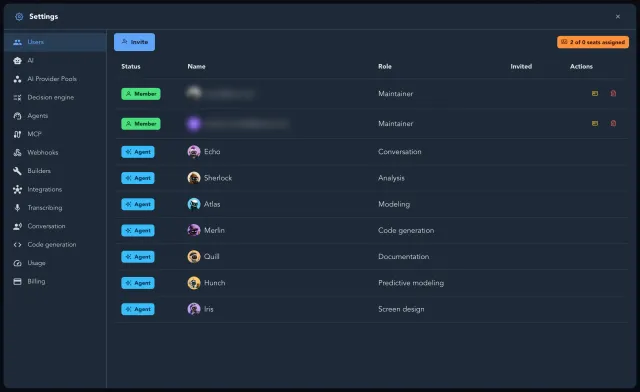 Settings
Users
AI
AI Provider Pools
Decision engine
Agents
MCP
Webhooks
Builders
Integrations
Transcribing
Conversation
Code generation
Usage
Billing
Invite
2 of 0 seats assigned
Status Name Role Invited Actions
Member Maintainer
Member Maintainer
Agent Echo Conversation
Agent Sherlock Analysis
Agent Atlas Modeling
Agent Merlin Code generation
Agent Quill Documentation
Agent Hunch Predictive modeling
Agent Iris Screen design